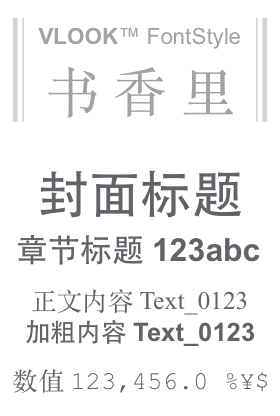 VLOOK™ FontStyle
书香里
封面标题
章节标题 123abc
正文内容 Text_0123
加粗内容 Text_0123
数值 123,456.0 %¥$